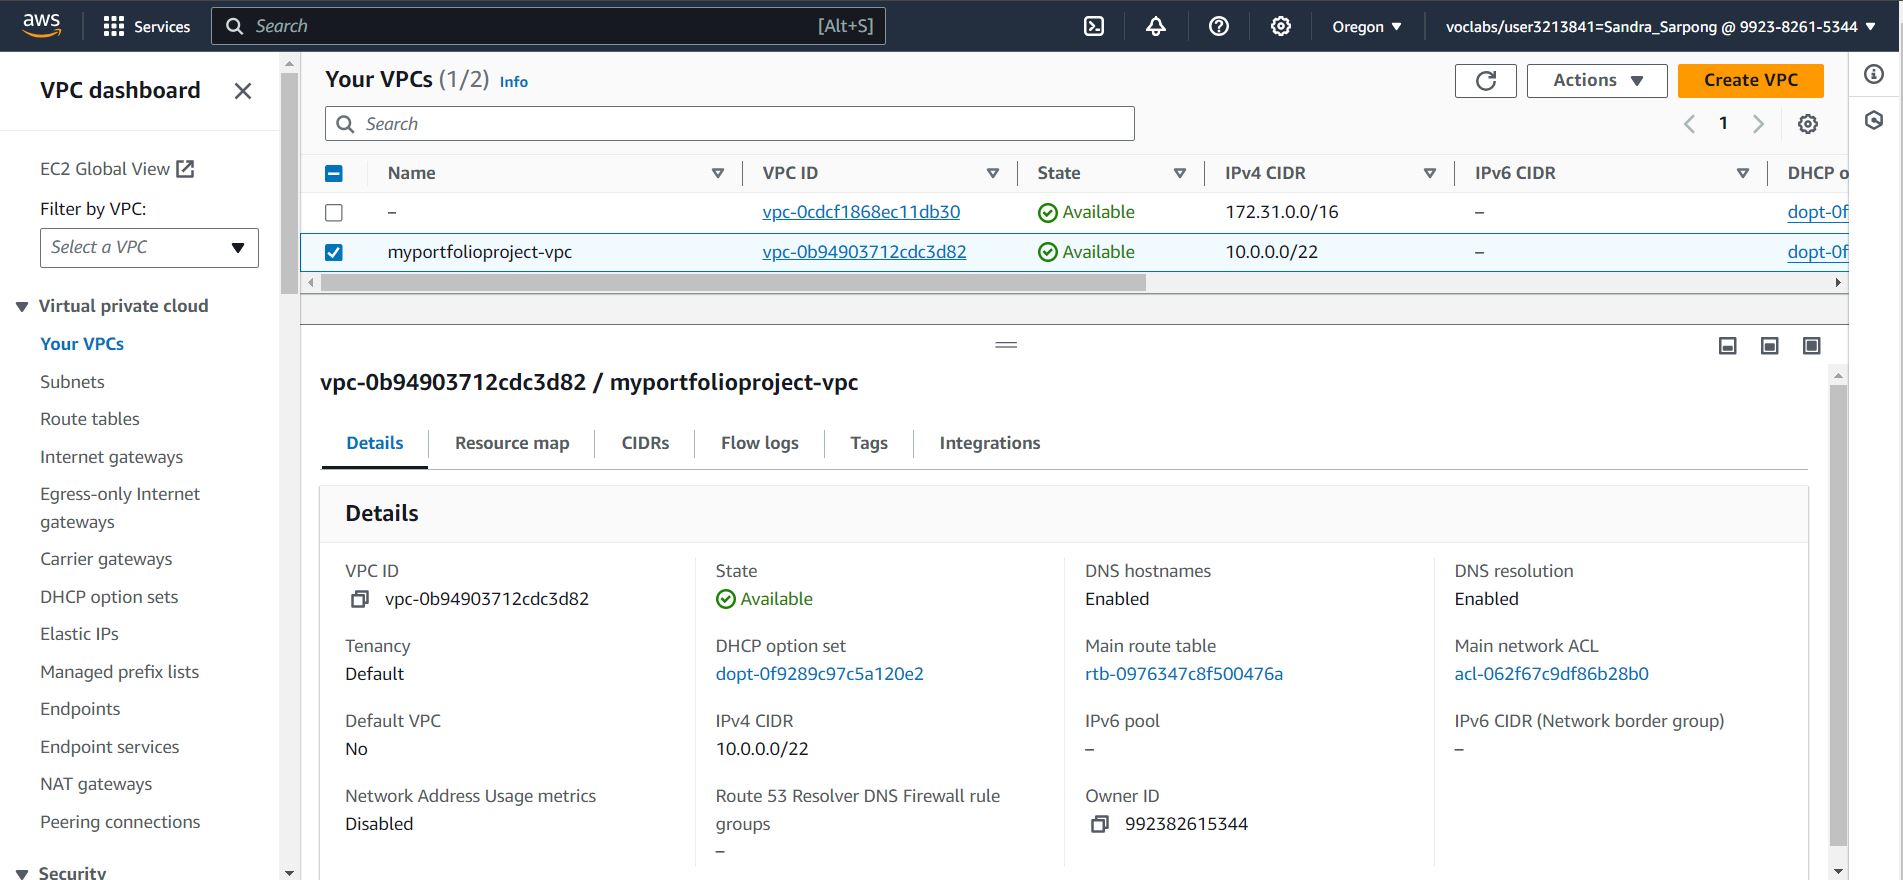 aws
Services
Search [Alt+S]
Oregon
voclabs/user3213841=Sandra_Sarpong @ 9923-8261-5344
VPC dashboard
EC2 Global View
Filter by VPC:
Select a VPC
Virtual private cloud
Your VPCs
Subnets
Route tables
Internet gateways
Egress-only Internet
gateways
Carrier gateways
DHCP option sets
Elastic IPs
Managed prefix lists
Endpoints
Endpoint services
NAT gateways
Peering connections
Security
Your VPCs (1/2) Info
Actions
Create VPC
Search
1
Name VPC ID State IPv4 CIDR IPv6 CIDR DHCP o
– vpc-0cdcf1868ec11db30 Available 172.31.0.0/16 – dopt-0f
myportfolioproject-vpc vpc-0b94903712cdc3d82 Available 10.0.0.0/22 – dopt-0f
vpc-0b94903712cdc3d82 / myportfolioproject-vpc
Details Resource map CIDRs Flow logs Tags Integrations
Details
VPC ID
vpc-0b94903712cdc3d82
State
Available
DNS hostnames
Enabled
DNS resolution
Enabled
Tenancy
Default
DHCP option set
dopt-0f9289c97c5a120e2
Main route table
rtb-0976347c8f500476a
Main network ACL
acl-062f67c9df86b28b0
Default VPC
No
IPv4 CIDR
10.0.0.0/22
IPv6 pool
–
IPv6 CIDR (Network border group)
–
Network Address Usage metrics
Disabled
Route 53 Resolver DNS Firewall rule
groups
–
Owner ID
992382615344